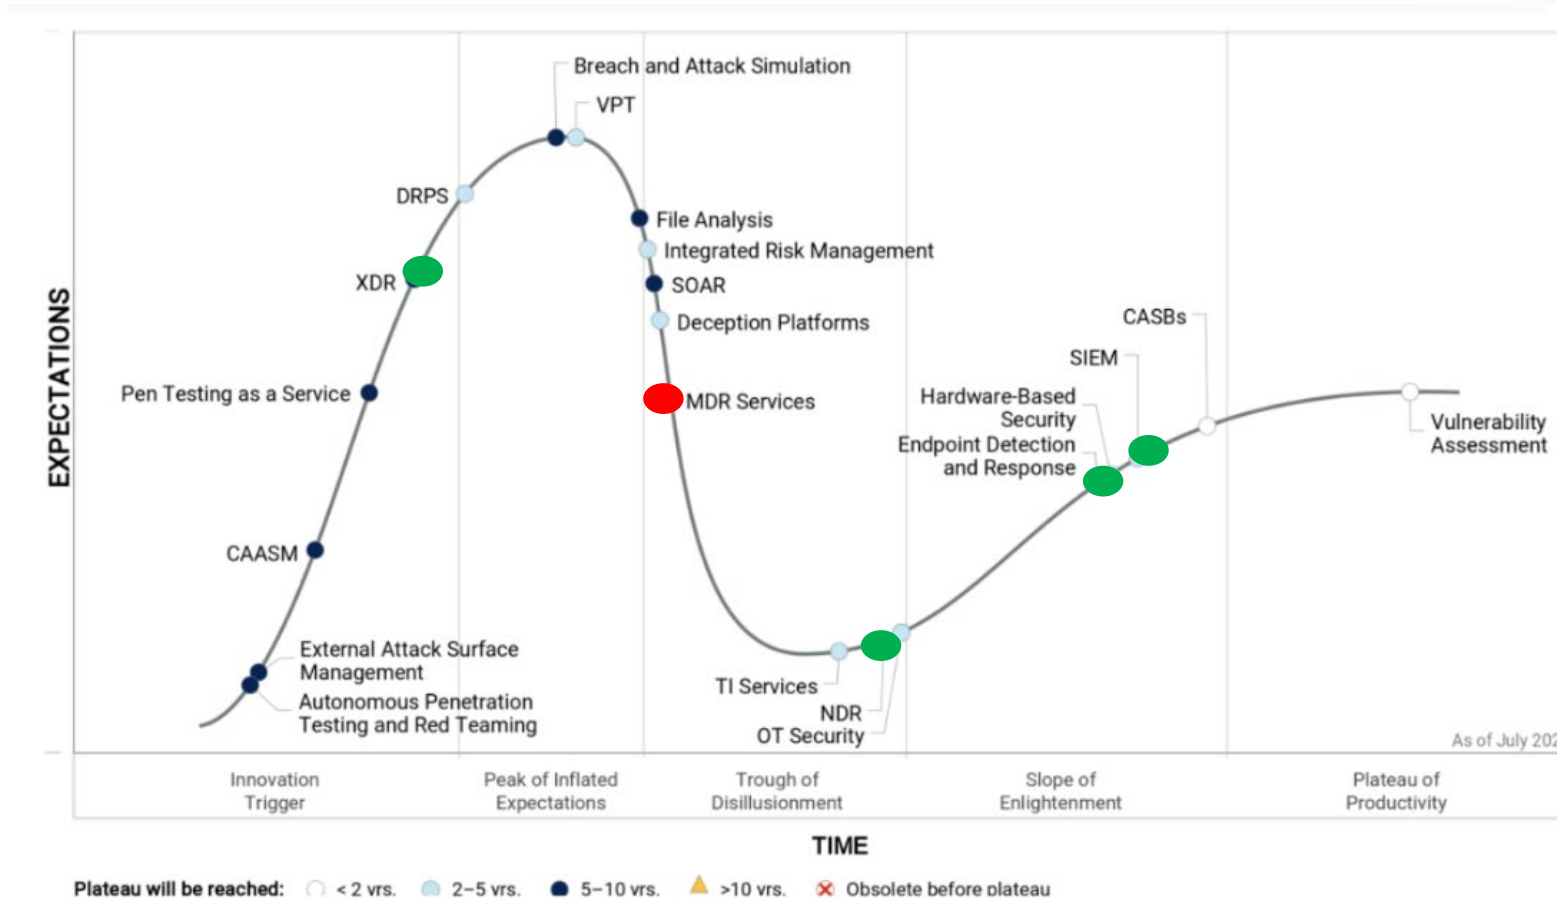 Breach and Attack Simulation
VPT
DRPS
File Analysis
Integrated Risk Management
XDR
SOAR
Deception Platforms
CASBs
SIEM
Pen Testing as a Service
MDR Services
Hardware-Based
Security
Endpoint Detection
and Response
Vulnerability
Assessment
CAASM
External Attack Surface
Management
Autonomous Penetration
Testing and Red Teaming
TI Services
NDR
OT Security
As of July 202
EXPECTATIONS
Innovation
Trigger
Peak of Inflated
Expectations
Trough of
Disillusionment
Slope of
Enlightenment
Plateau of
Productivity
TIME
Plateau will be reached: < 2 yrs. 2–5 yrs. 5–10 yrs. >10 yrs. Obsolete before plateau